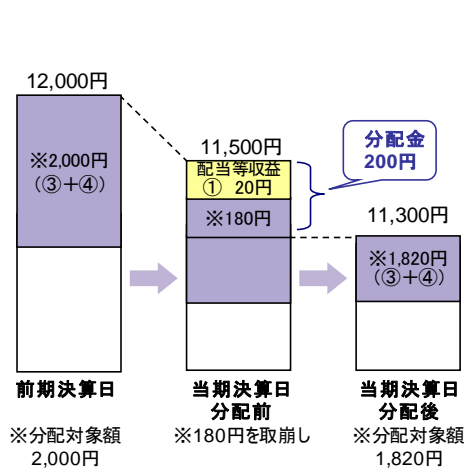 12,000円
※2,000円
（③＋④）
前期決算日
※分配対象額
2,000円
11,500円
配当等収益
① 20円
※180円
当期決算日
分配前
※180円を取崩し
分配金
200円
11,300円
※1,820円
（③＋④）
当期決算日
分配後
※分配対象額
1,820円